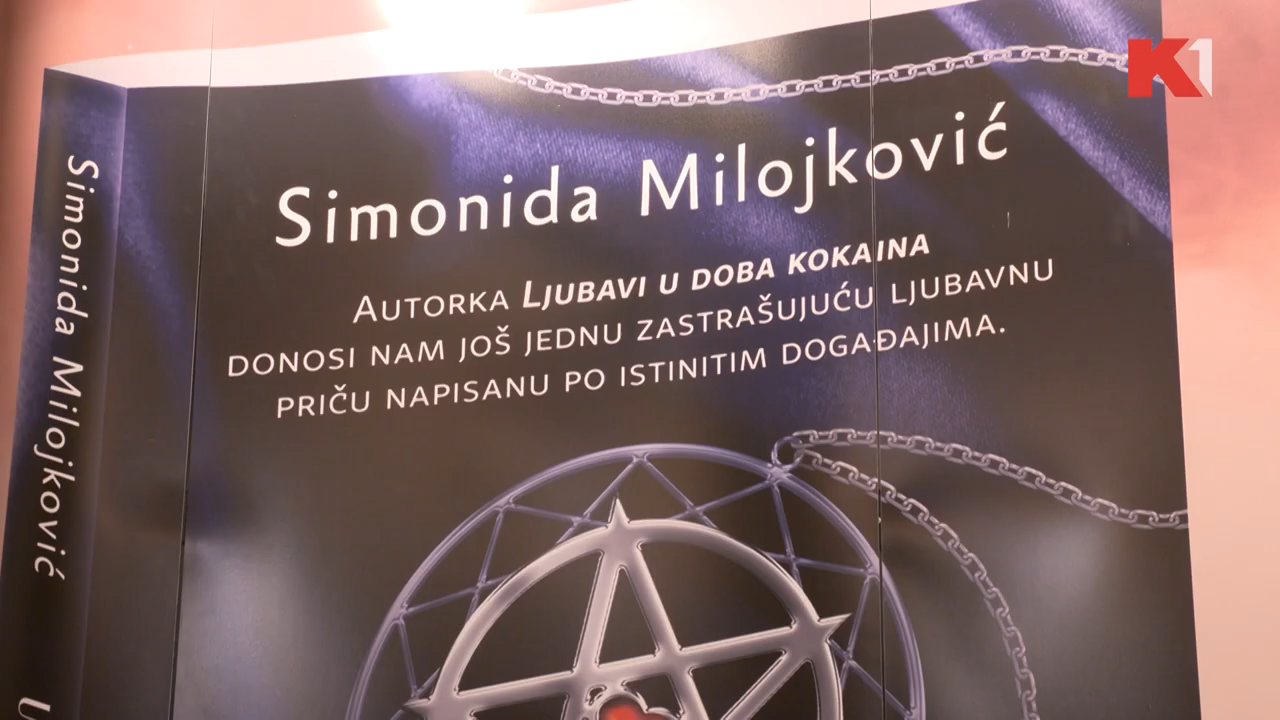 K1
Simonida Milojković
AUTORKA LJUBAVI U DOBA KOKAINA
DONOSI NAM JOŠ JEDNU ZASTRAŠUJUĆU LJUBAVNU
PRIČU NAPISANU PO ISTINITIM DOGAĐAJIMA.
Simonida Milojković